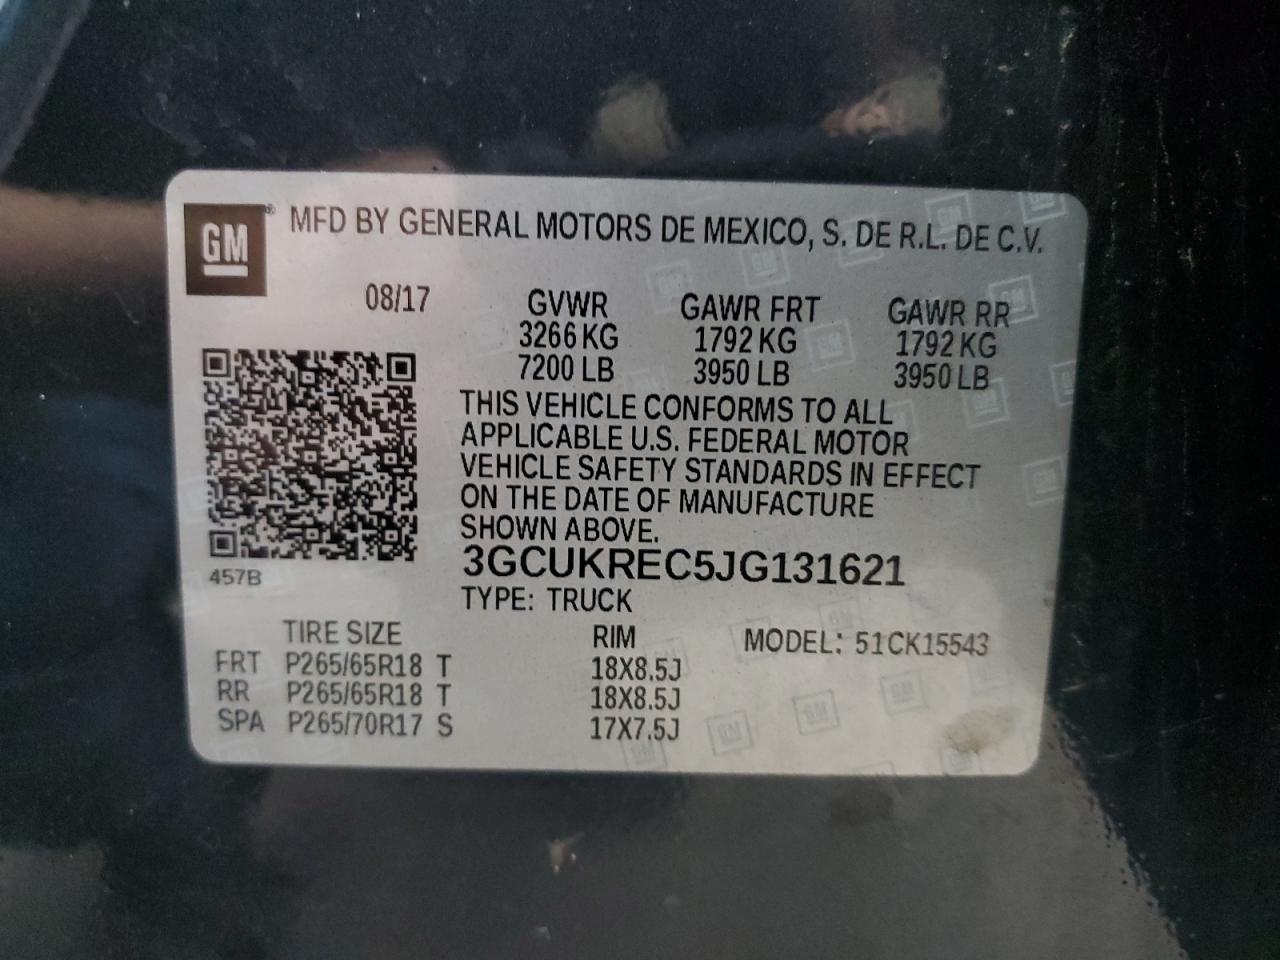 GM® MFD BY GENERAL MOTORS DE MEXICO, S. DE R.L. DE C.V.
08/17 GVWR GAWR FRT GAWR RR
3266 KG 1792 KG 1792 KG
7200 LB 3950 LB 3950 LB
THIS VEHICLE CONFORMS TO ALL
APPLICABLE U.S. FEDERAL MOTOR
VEHICLE SAFETY STANDARDS IN EFFECT
ON THE DATE OF MANUFACTURE
SHOWN ABOVE.
3GCUKREC5JG131621
457B
TYPE: TRUCK
TIRE SIZE RIM MODEL: 51CK15543
FRT P265/65R18 T 18X8.5J
RR P265/65R18 T 18X8.5J
SPA P265/70R17 S 17X7.5J